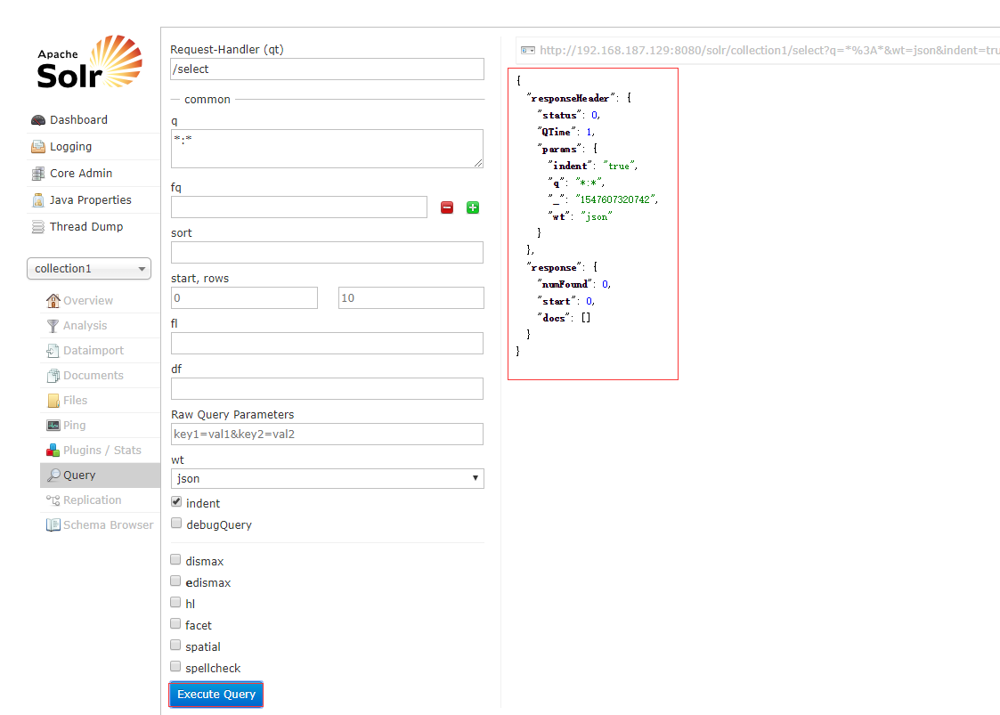 Apache
Solr
Dashboard
Logging
Core Admin
Java Properties
Thread Dump
collection1
Overview
Analysis
Dataimport
Documents
Files
Ping
Plugins / Stats
Query
Replication
Schema Browser
Request-Handler (qt)
/select
common
q
*:*
fq
sort
start, rows
0 10
fl
df
Raw Query Parameters
key1=val1&key2=val2
wt
json
indent
debugQuery
dismax
edismax
hl
facet
spatial
spellcheck
Execute Query
http://192.168.187.129:8080/solr/collection1/select?q=*%3A*&wt=json&indent=tru
{
"responseHeader": {
"status": 0,
"QTime": 1,
"params": {
"indent": "true",
"q": "*:*",
"_": "1547607320742",
"wt": "json"
}
},
"response": {
"numFound": 0,
"start": 0,
"docs": []
}
}